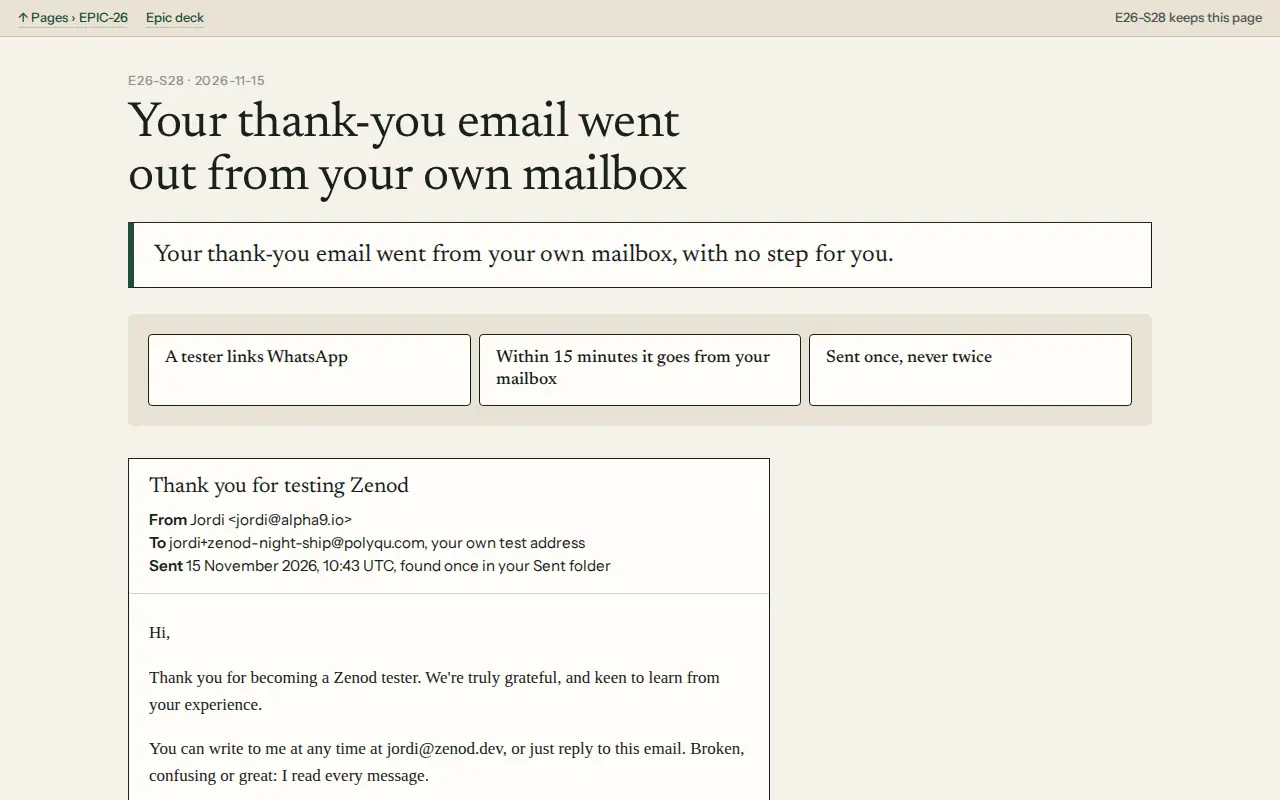 ↑ Pages › EPIC-26 Epic deck E26-S28 keeps this page
E26-S28 · 2026-11-15
Your thank-you email went
out from your own mailbox
Your thank-you email went from your own mailbox, with no step for you.
A tester links WhatsApp
Within 15 minutes it goes from your
mailbox
Sent once, never twice
Thank you for testing Zenod
From Jordi <jordi@alpha9.io>
To jordi+zenod-night-ship@polyqu.com, your own test address
Sent 15 November 2026, 10:43 UTC, found once in your Sent folder
Hi,
Thank you for becoming a Zenod tester. We're truly grateful, and keen to learn from
your experience.
You can write to me at any time at jordi@zenod.dev, or just reply to this email. Broken,
confusing or great: I read every message.